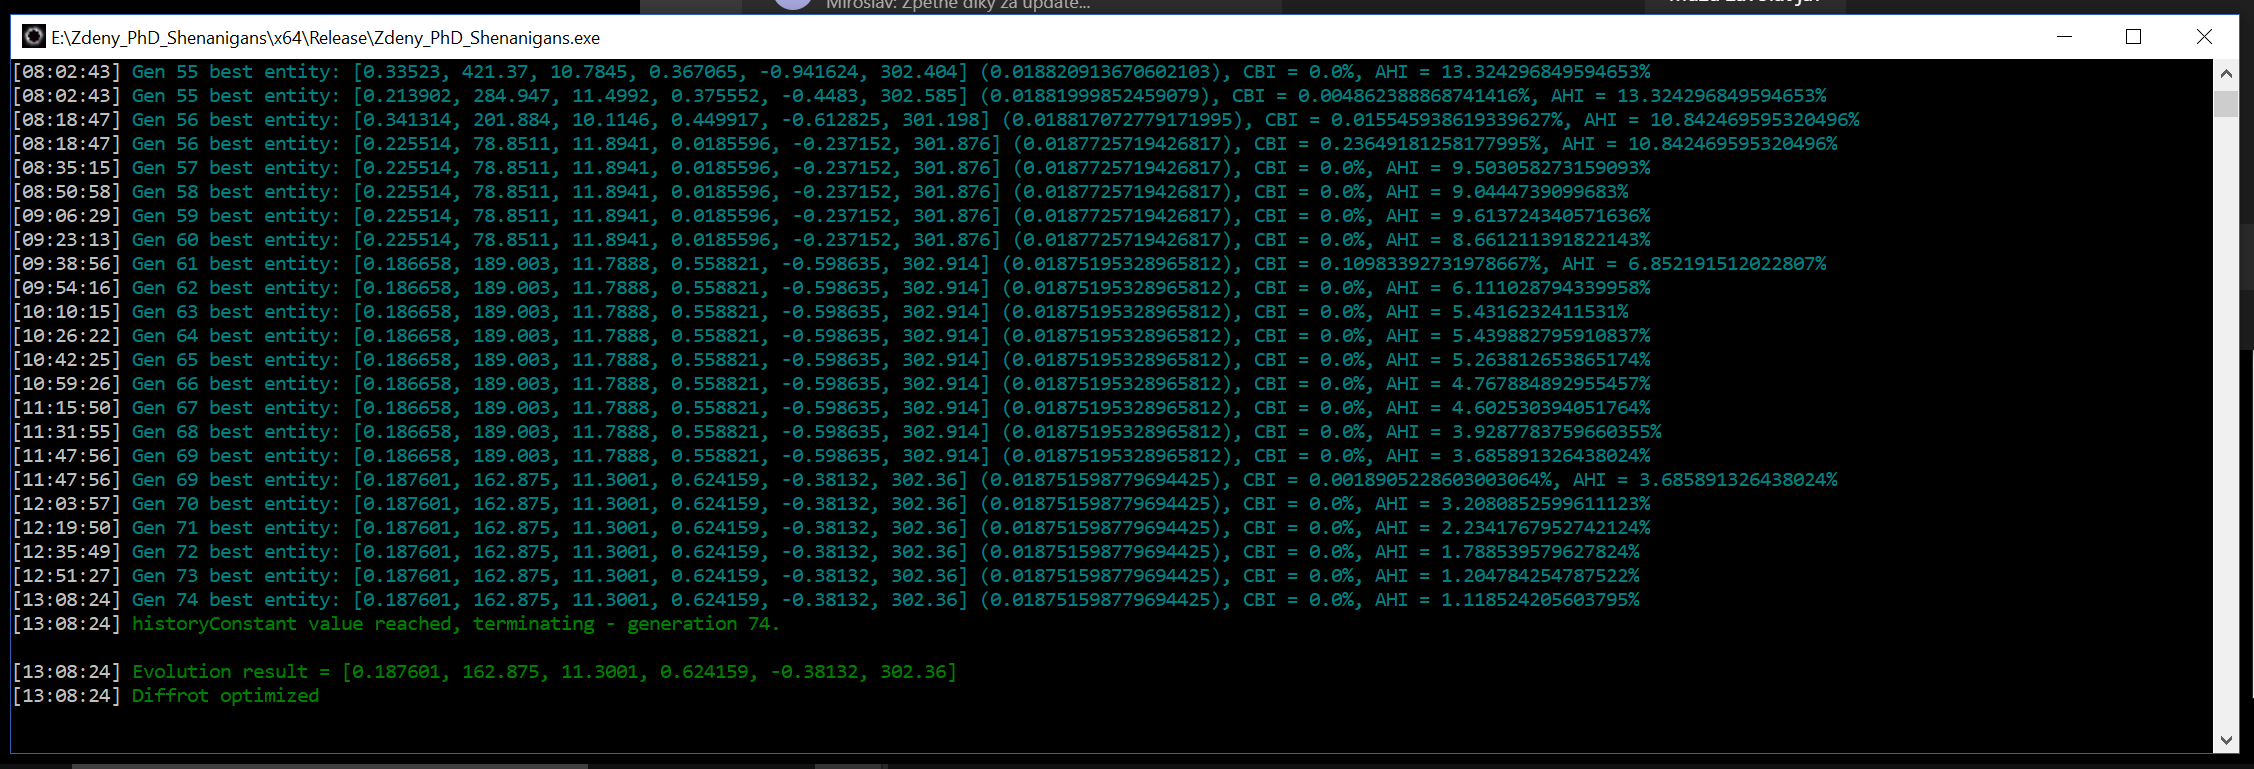 Miroslav: Zpětně díky za update...
E:\Zdeny_PhD_Shenanigans\x64\Release\Zdeny_PhD_Shenanigans.exe
[08:02:43] Gen 55 best entity: [0.33523, 421.37, 10.7845, 0.367065, -0.941624, 302.404] (0.018820913670602103), CBI = 0.0%, AHI = 13.324296849594653%
[08:02:43] Gen 55 best entity: [0.213902, 284.947, 11.4992, 0.375552, -0.4483, 302.585] (0.01881999852459079), CBI = 0.004862388868741416%, AHI = 13.324296849594653%
[08:18:47] Gen 56 best entity: [0.341314, 201.884, 10.1146, 0.449917, -0.612825, 301.198] (0.018817072779171995), CBI = 0.015545938619339627%, AHI = 10.842469595320496%
[08:18:47] Gen 56 best entity: [0.225514, 78.8511, 11.8941, 0.0185596, -0.237152, 301.876] (0.0187725719426817), CBI = 0.23649181258177995%, AHI = 10.842469595320496%
[08:35:15] Gen 57 best entity: [0.225514, 78.8511, 11.8941, 0.0185596, -0.237152, 301.876] (0.0187725719426817), CBI = 0.0%, AHI = 9.503058273159093%
[08:50:58] Gen 58 best entity: [0.225514, 78.8511, 11.8941, 0.0185596, -0.237152, 301.876] (0.0187725719426817), CBI = 0.0%, AHI = 9.0444739099683%
[09:06:29] Gen 59 best entity: [0.225514, 78.8511, 11.8941, 0.0185596, -0.237152, 301.876] (0.0187725719426817), CBI = 0.0%, AHI = 9.613724340571636%
[09:23:13] Gen 60 best entity: [0.225514, 78.8511, 11.8941, 0.0185596, -0.237152, 301.876] (0.0187725719426817), CBI = 0.0%, AHI = 8.661211391822143%
[09:38:56] Gen 61 best entity: [0.186658, 189.003, 11.7888, 0.558821, -0.598635, 302.914] (0.01875195328965812), CBI = 0.10983392731978667%, AHI = 6.852191512022807%
[09:54:16] Gen 62 best entity: [0.186658, 189.003, 11.7888, 0.558821, -0.598635, 302.914] (0.01875195328965812), CBI = 0.0%, AHI = 6.111028794339958%
[10:10:15] Gen 63 best entity: [0.186658, 189.003, 11.7888, 0.558821, -0.598635, 302.914] (0.01875195328965812), CBI = 0.0%, AHI = 5.4316232411531%
[10:26:22] Gen 64 best entity: [0.186658, 189.003, 11.7888, 0.558821, -0.598635, 302.914] (0.01875195328965812), CBI = 0.0%, AHI = 5.439882795910837%
[10:42:25] Gen 65 best entity: [0.186658, 189.003, 11.7888, 0.558821, -0.598635, 302.914] (0.01875195328965812), CBI = 0.0%, AHI = 5.263812653865174%
[10:59:26] Gen 66 best entity: [0.186658, 189.003, 11.7888, 0.558821, -0.598635, 302.914] (0.01875195328965812), CBI = 0.0%, AHI = 4.767884892955457%
[11:15:50] Gen 67 best entity: [0.186658, 189.003, 11.7888, 0.558821, -0.598635, 302.914] (0.01875195328965812), CBI = 0.0%, AHI = 4.602530394051764%
[11:31:55] Gen 68 best entity: [0.186658, 189.003, 11.7888, 0.558821, -0.598635, 302.914] (0.01875195328965812), CBI = 0.0%, AHI = 3.9287783759660355%
[11:47:56] Gen 69 best entity: [0.186658, 189.003, 11.7888, 0.558821, -0.598635, 302.914] (0.01875195328965812), CBI = 0.0%, AHI = 3.685891326438024%
[11:47:56] Gen 69 best entity: [0.187601, 162.875, 11.3001, 0.624159, -0.38132, 302.36] (0.018751598779694425), CBI = 0.0018905228603003064%, AHI = 3.685891326438024%
[12:03:57] Gen 70 best entity: [0.187601, 162.875, 11.3001, 0.624159, -0.38132, 302.36] (0.018751598779694425), CBI = 0.0%, AHI = 3.2080852599611123%
[12:19:50] Gen 71 best entity: [0.187601, 162.875, 11.3001, 0.624159, -0.38132, 302.36] (0.018751598779694425), CBI = 0.0%, AHI = 2.2341767952742124%
[12:35:49] Gen 72 best entity: [0.187601, 162.875, 11.3001, 0.624159, -0.38132, 302.36] (0.018751598779694425), CBI = 0.0%, AHI = 1.788539579627824%
[12:51:27] Gen 73 best entity: [0.187601, 162.875, 11.3001, 0.624159, -0.38132, 302.36] (0.018751598779694425), CBI = 0.0%, AHI = 1.204784254787522%
[13:08:24] Gen 74 best entity: [0.187601, 162.875, 11.3001, 0.624159, -0.38132, 302.36] (0.018751598779694425), CBI = 0.0%, AHI = 1.118524205603795%
[13:08:24] historyConstant value reached, terminating - generation 74.
[13:08:24] Evolution result = [0.187601, 162.875, 11.3001, 0.624159, -0.38132, 302.36]
[13:08:24] Diffrot optimized